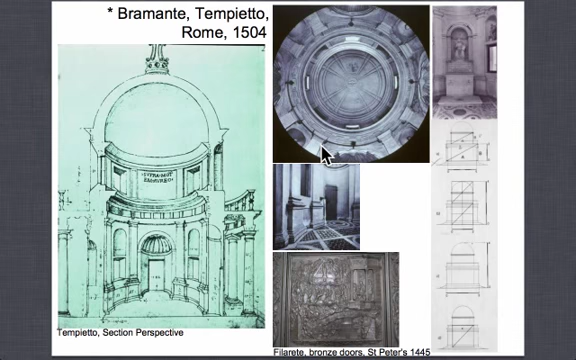 * Bramante, Tempietto,
Rome, 1504
Tempietto, Section Perspective
Filarete, bronze doors, St Peter's 1445